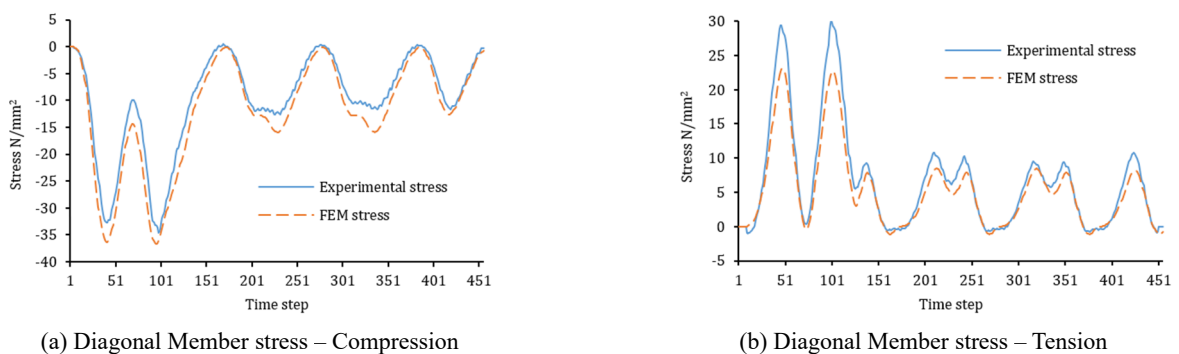 5
0
-5
-10
-15
-20
-25
-30
-35
-40
Stress N/mm²
1 51 101 151 201 251 301 351 401 451
Time step
Experimental stress
FEM stress
(a) Diagonal Member stress – Compression
30
25
20
15
10
5
0
-5
Stress N/mm²
1 51 101 151 201 251 301 351 401 451
Time step
Experimental stress
FEM stress
(b) Diagonal Member stress – Tension